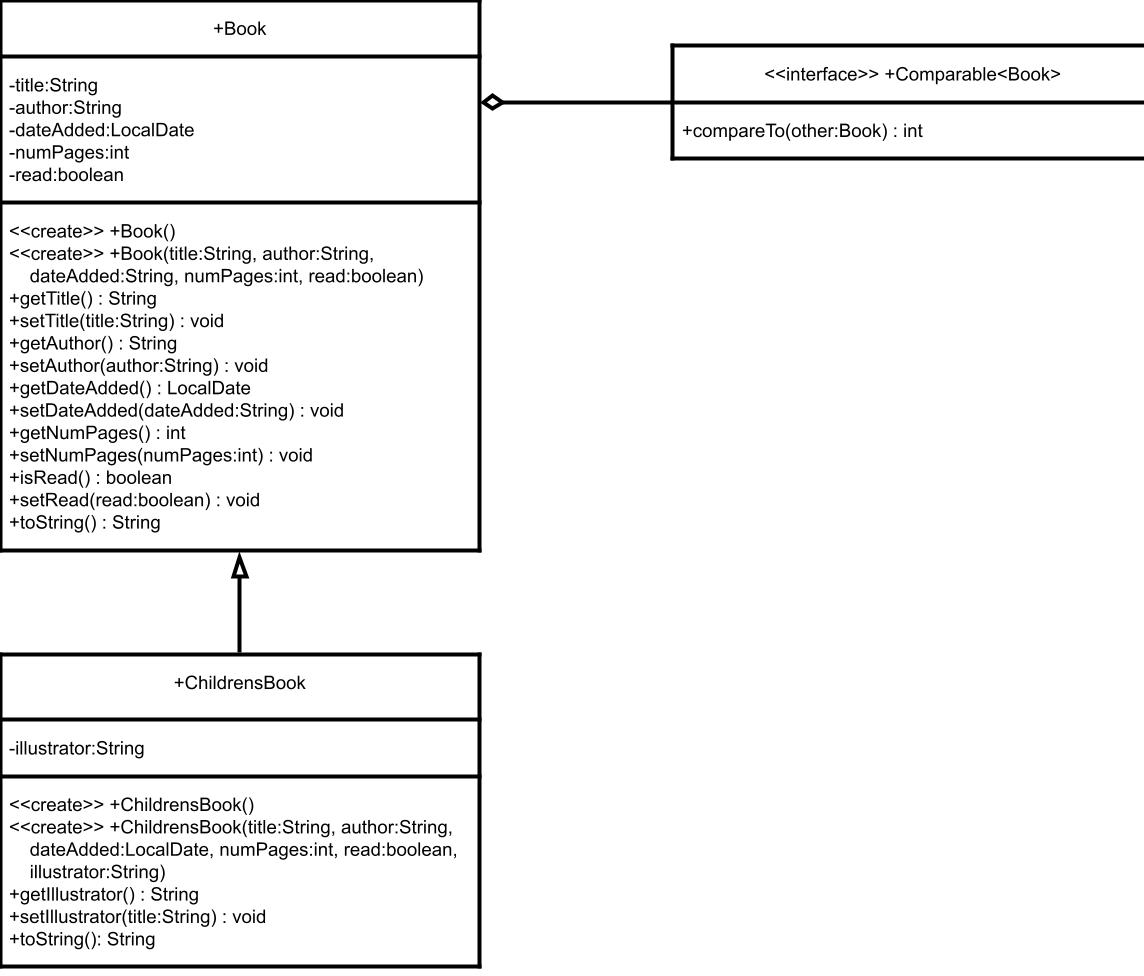 +Book
-title:String
-author:String
-dateAdded:LocalDate
-numPages:int
-read:boolean
<<create>> +Book()
<<create>> +Book(title:String, author:String,
dateAdded:String, numPages:int, read:boolean)
+getTitle() : String
+setTitle(title:String) : void
+getAuthor() : String
+setAuthor(author:String) : void
+getDateAdded() : LocalDate
+setDateAdded(dateAdded:String) : void
+getNumPages() : int
+setNumPages(numPages:int) : void
+isRead() : boolean
+setRead(read:boolean) : void
+toString() : String
<<interface>> +Comparable<Book>
+compareTo(other:Book) : int
+ChildrensBook
-illustrator:String
<<create>> +ChildrensBook()
<<create>> +ChildrensBook(title:String, author:String,
dateAdded:LocalDate, numPages:int, read:boolean,
illustrator:String)
+getIllustrator() : String
+setIllustrator(title:String) : void
+toString(): String